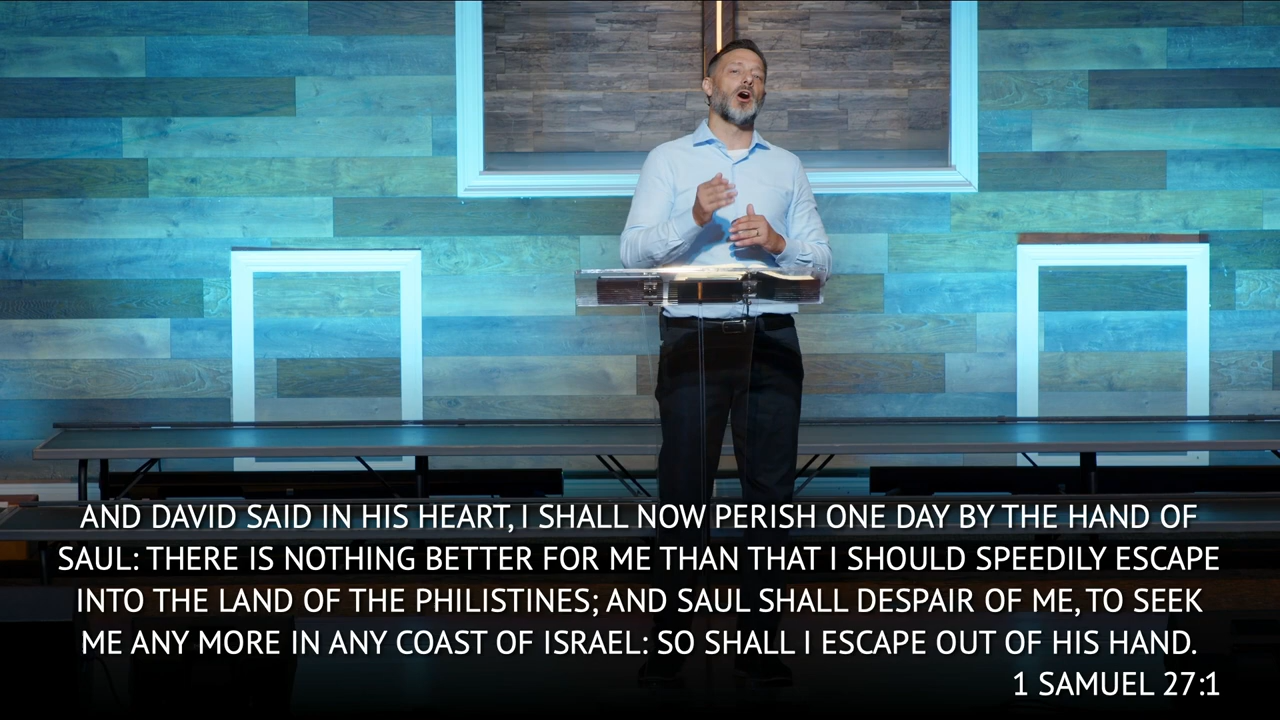 AND DAVID SAID IN HIS HEART, I SHALL NOW PERISH ONE DAY BY THE HAND OF
SAUL: THERE IS NOTHING BETTER FOR ME THAN THAT I SHOULD SPEEDILY ESCAPE
INTO THE LAND OF THE PHILISTINES; AND SAUL SHALL DESPAIR OF ME, TO SEEK
ME ANY MORE IN ANY COAST OF ISRAEL: SO SHALL I ESCAPE OUT OF HIS HAND.
1 SAMUEL 27:1